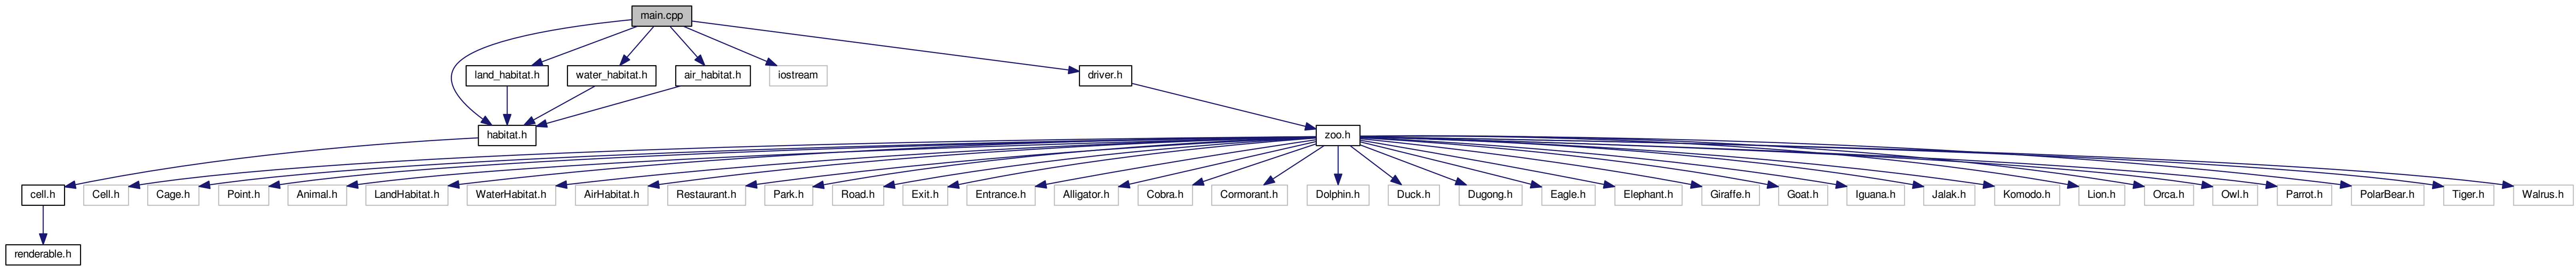 main.cpp
land_habitat.h
water_habitat.h
air_habitat.h
iostream
driver.h
habitat.h
zoo.h
cell.h
Cell.h
Cage.h
Point.h
Animal.h
LandHabitat.h
WaterHabitat.h
AirHabitat.h
Restaurant.h
Park.h
Road.h
Exit.h
Entrance.h
Alligator.h
Cobra.h
Cormorant.h
Dolphin.h
Duck.h
Dugong.h
Eagle.h
Elephant.h
Giraffe.h
Goat.h
Iguana.h
Jalak.h
Komodo.h
Lion.h
Orca.h
Owl.h
Parrot.h
PolarBear.h
Tiger.h
Walrus.h
renderable.h